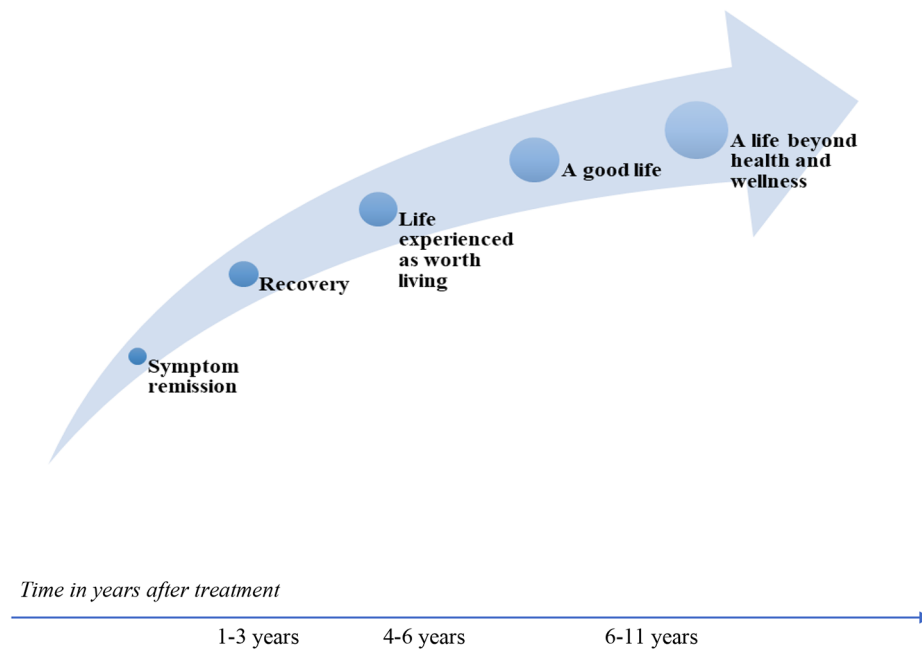 A life beyond
health and
wellness
A good life
Life
experienced
as worth
living
Recovery
Symptom
remission
Time in years after treatment
1-3 years
4-6 years
6-11 years